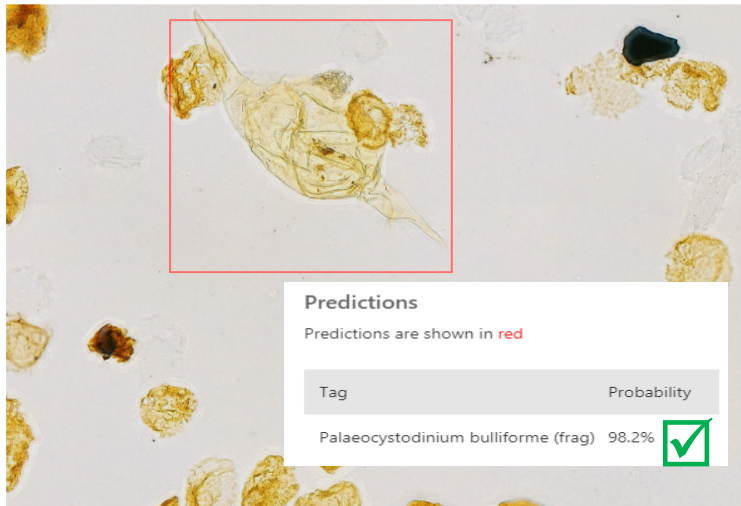 Predictions
Predictions are shown in red
Tag Probability
Palaeocystodinium bulliforme (frag) 98.2%